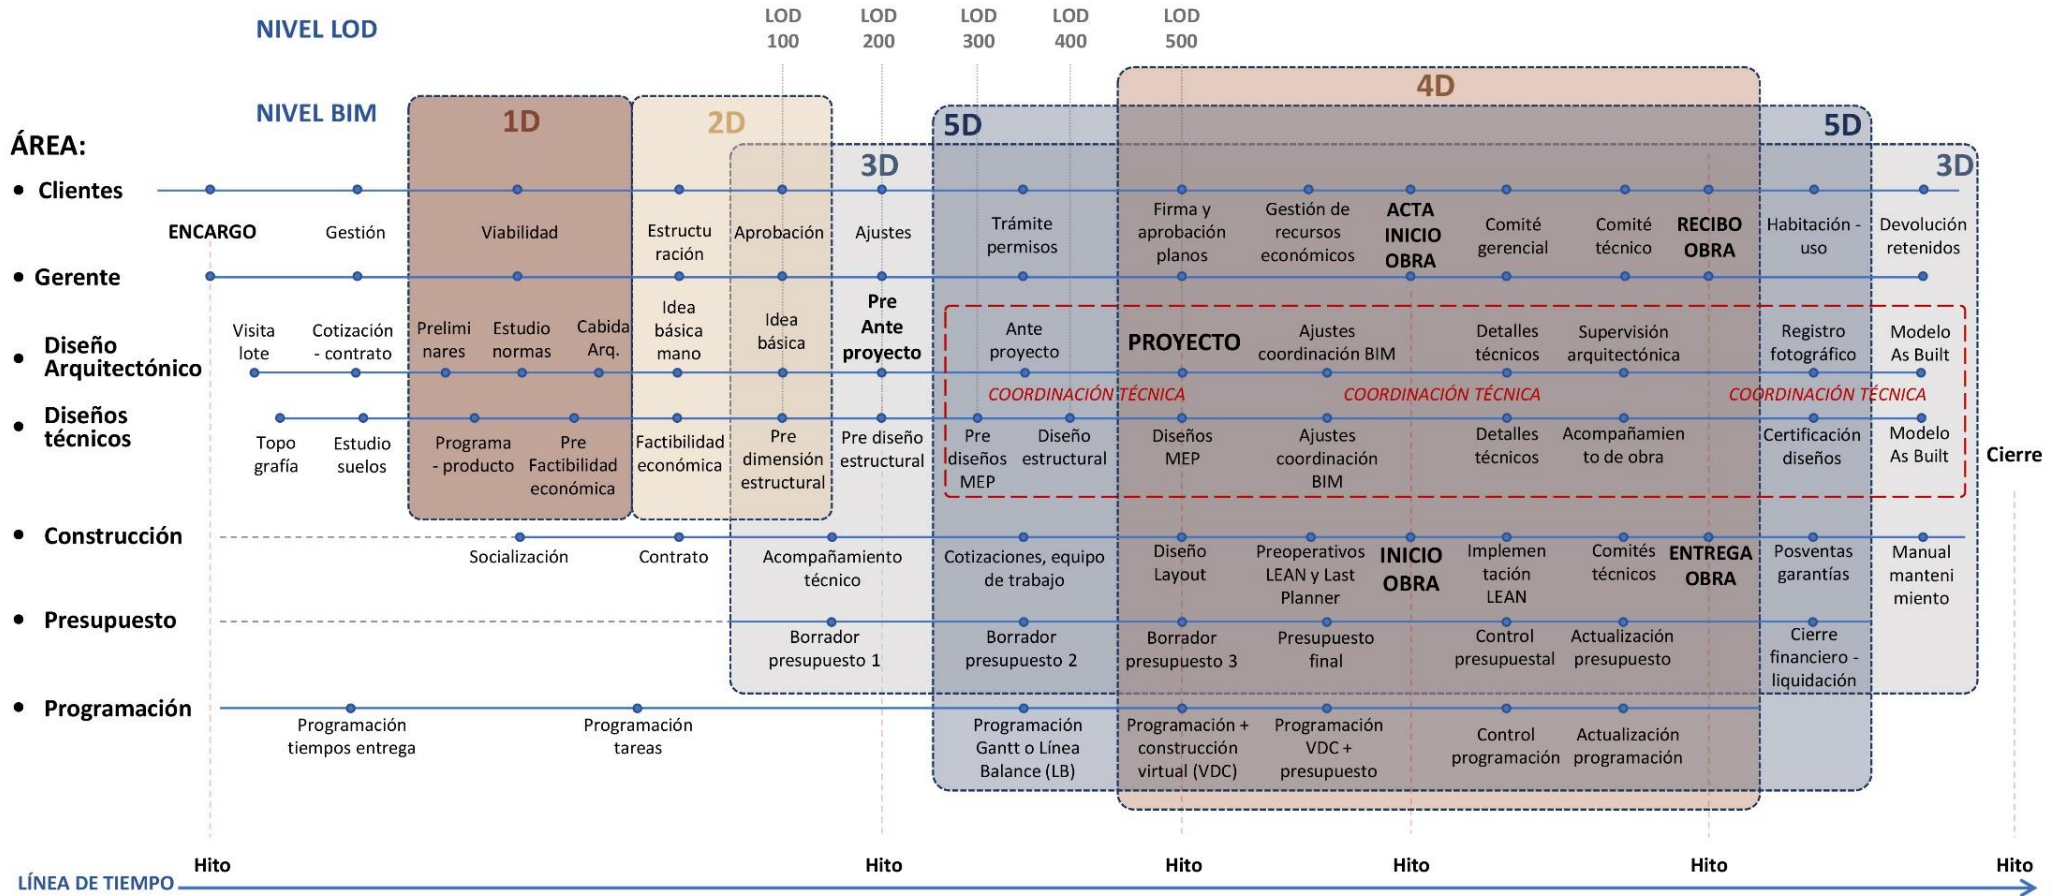 NIVEL LOD
LOD
100
LOD
200
LOD
300
LOD
400
LOD
500
NIVEL BIM
1D
2D
3D
5D
4D
5D
3D
ÁREA:
• Clientes
ENCARGO
Gestión
Viabilidad
Estructu
ración
Aprobación
Ajustes
Trámite
permisos
Firma y
aprobación
planos
Gestión de
recursos
económicos
ACTA
INICIO
OBRA
Comité
gerencial
Comité
técnico
RECIBO
OBRA
Habitación -
uso
Devolución
retenidos
• Gerente
• Diseño
Arquitectónico
Visita
lote
Cotización
- contrato
Prelimi
nares
Estudio
normas
Cabida
Arq.
Idea
básica
mano
Idea
básica
Pre
Ante
proyecto
Ante
proyecto
PROYECTO
Ajustes
coordinación BIM
Detalles
técnicos
Supervisión
arquitectónica
Registro
fotográfico
Modelo
As Built
COORDINACIÓN TÉCNICA
COORDINACIÓN TÉCNICA
COORDINACIÓN TÉCNICA
• Diseños
técnicos
Topo
grafía
Estudio
suelos
Programa
- producto
Pre
Factibilidad
económica
Factibilidad
económica
Pre
dimensión
estructural
Pre diseño
estructural
Pre
diseños
MEP
Diseño
estructural
Diseños
MEP
Ajustes
coordinación
BIM
Detalles
técnicos
Acompañamien
to de obra
Certificación
diseños
Modelo
As Built
Cierre
• Construcción
Socialización
Contrato
Acompañamiento
técnico
Cotizaciones, equipo
de trabajo
Diseño
Layout
Preoperativos
LEAN y Last
Planner
INICIO
OBRA
Implemen
tación
LEAN
Comités
técnicos
ENTREGA
OBRA
Posventas
garantías
Manual
manteni
miento
• Presupuesto
Borrador
presupuesto 1
Borrador
presupuesto 2
Borrador
presupuesto 3
Presupuesto
final
Control
presupuestal
Actualización
presupuesto
Cierre
financiero -
liquidación
• Programación
Programación
tiempos entrega
Programación
tareas
Programación
Gantt o Línea
Balance (LB)
Programación +
construcción
virtual (VDC)
Programación
VDC +
presupuesto
Control
programación
Actualización
programación
Hito
Hito
Hito
Hito
Hito
Hito
LÍNEA DE TIEMPO